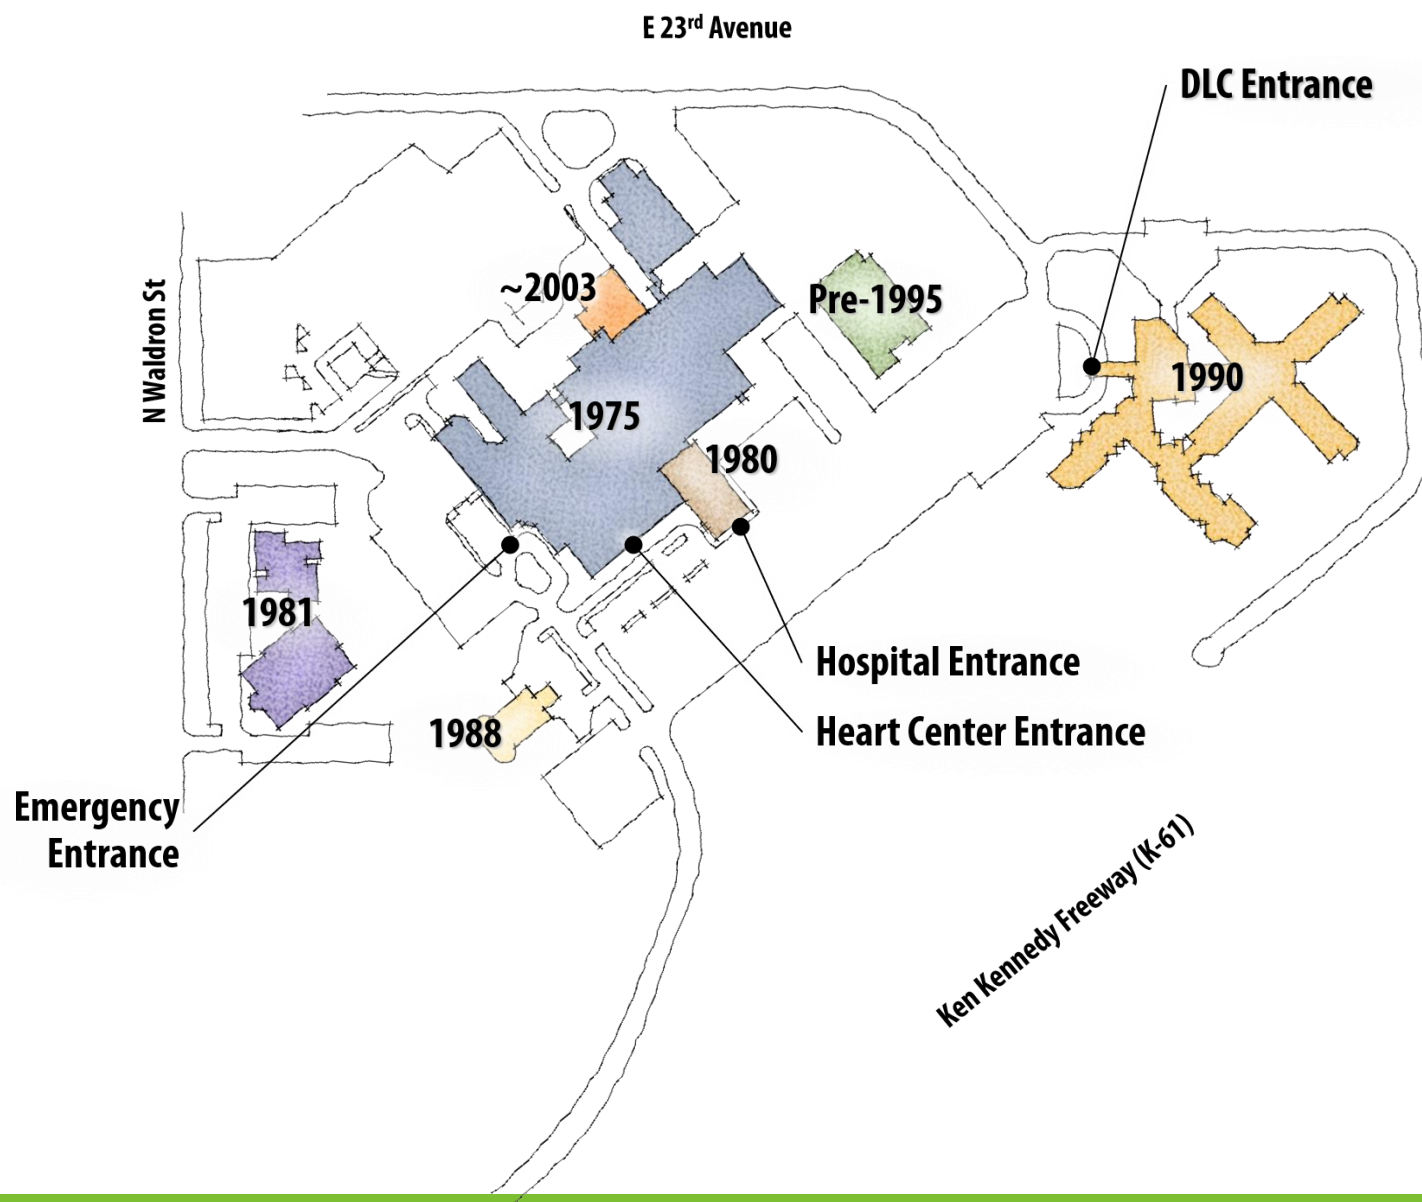 E 23rd Avenue
DLC Entrance
N Waldron St
~2003
Pre-1995
1990
1975
1980
1981
Hospital Entrance
1988
Heart Center Entrance
Emergency
Entrance
Ken Kennedy Freeway (K-61)